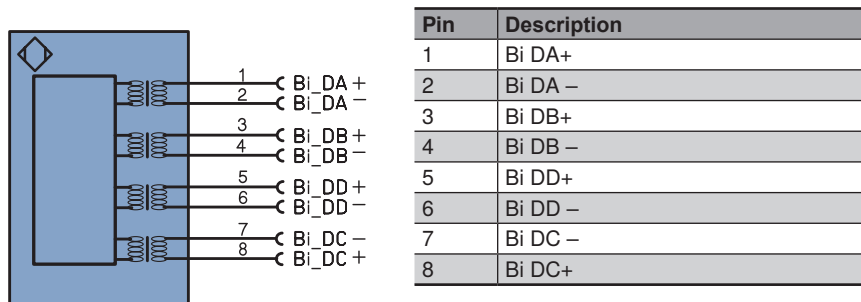 1 Bi_DA+
2 Bi_DA−
3 Bi_DB+
4 Bi_DB−
5 Bi_DD+
6 Bi_DD−
7 Bi_DC−
8 Bi_DC+
Pin Description
1 Bi DA+
2 Bi DA –
3 Bi DB+
4 Bi DB –
5 Bi DD+
6 Bi DD –
7 Bi DC –
8 Bi DC+